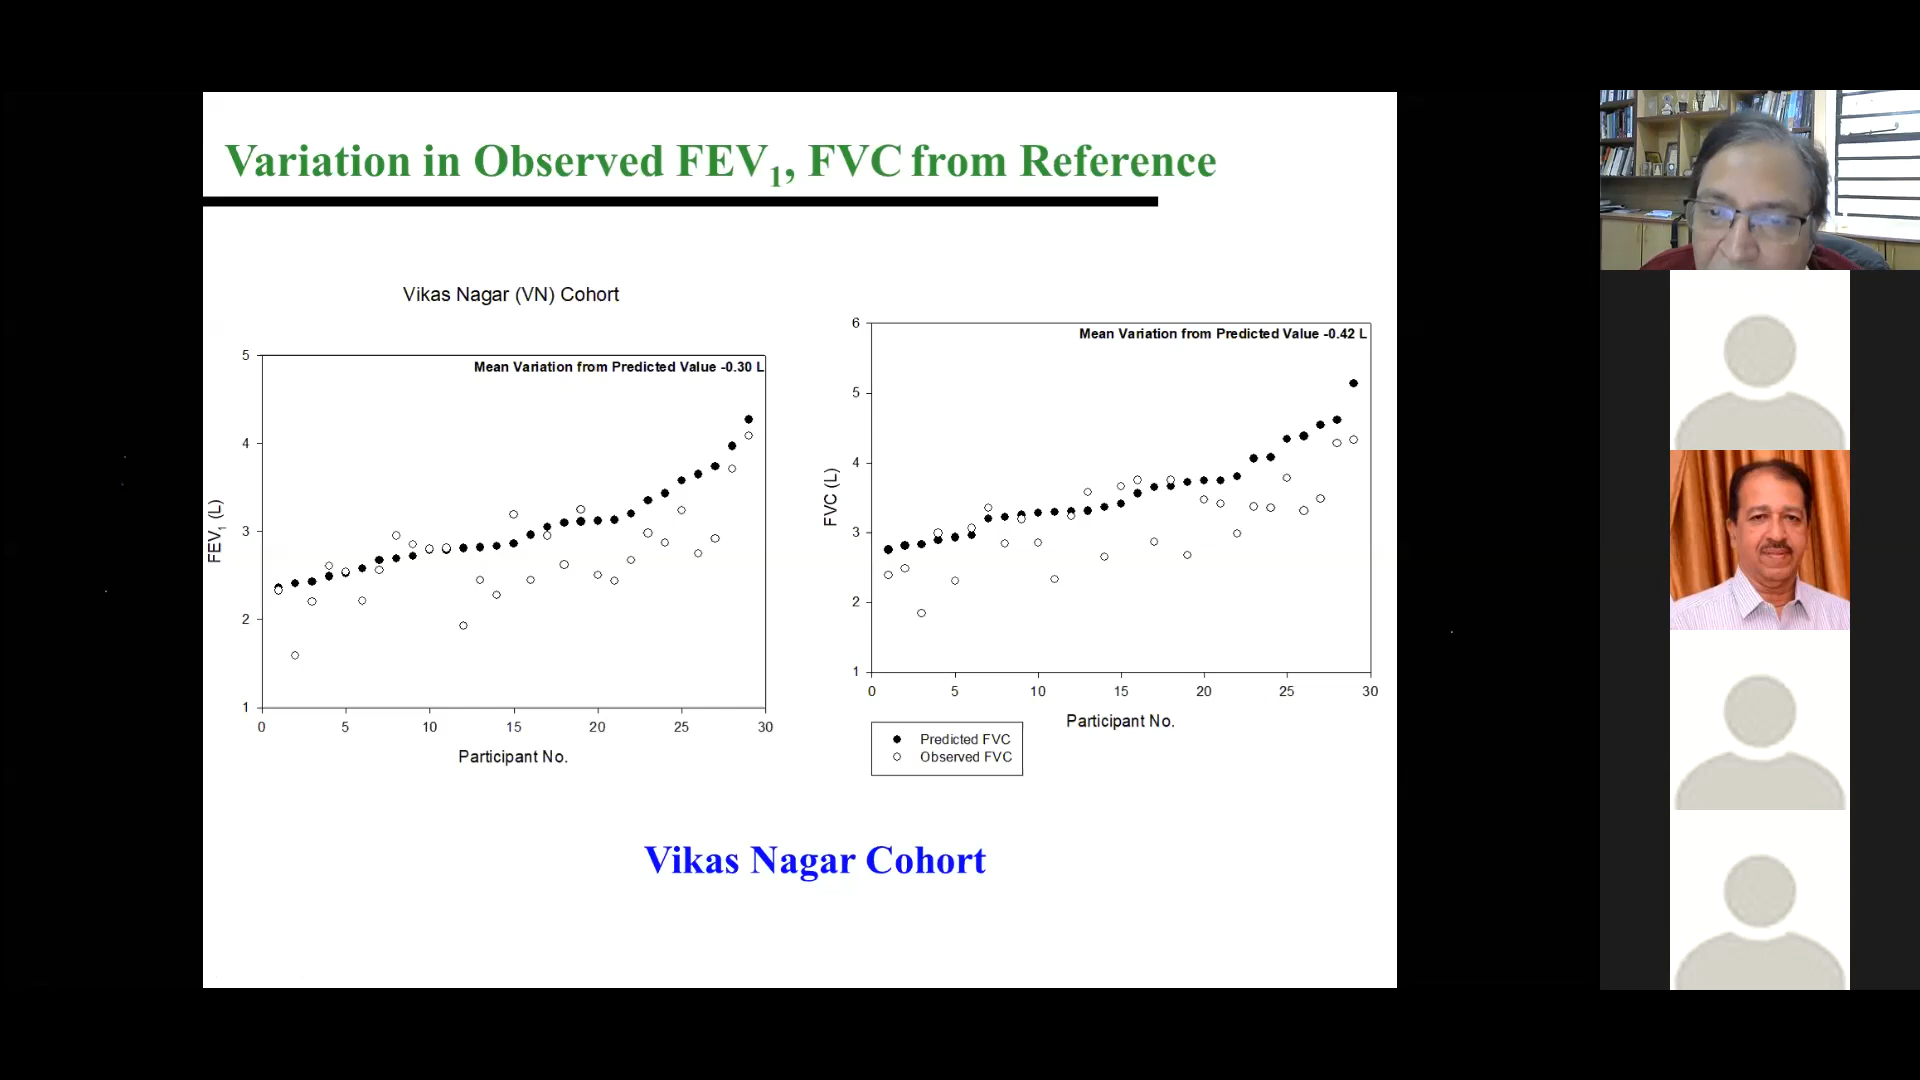 Variation in Observed FEV1, FVC from Reference
Vikas Nagar (VN) Cohort
Mean Variation from Predicted Value -0.30 L
5
4
3
2
1
FEV1 (L)
0 5 10 15 20 25 30
Participant No.
Mean Variation from Predicted Value -0.42 L
6
5
4
3
2
1
FVC (L)
0 5 10 15 20 25 30
Participant No.
Predicted FVC
Observed FVC
Vikas Nagar Cohort